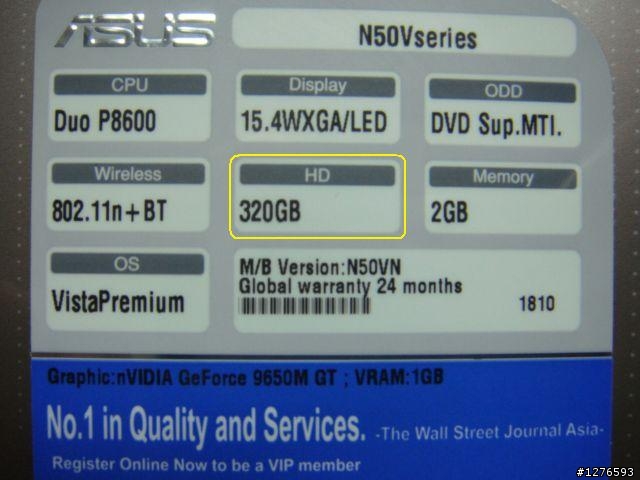 ASUS
N50Vseries
CPU
Duo P8600
Display
15.4WXGA/LED
ODD
DVD Sup.MTI.
Wireless
802.11n+BT
HD
320GB
Memory
2GB
OS
VistaPremium
M/B Version:N50VN
Global warranty 24 months
1810
Graphic:nVIDIA GeForce 9650M GT ; VRAM:1GB
No.1 in Quality and Services. -The Wall Street Journal Asia-
Register Online Now to be a VIP member
#1276593